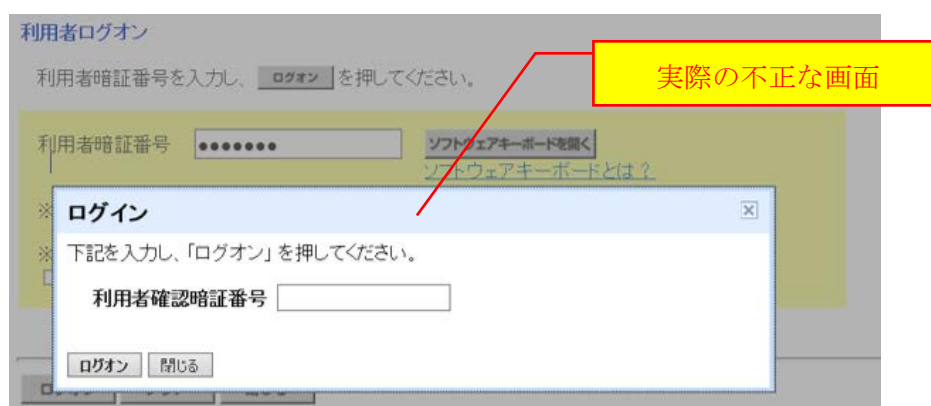 利用者ログオン
利用者暗証番号を入力し、 ログオン を押してください。
実際の不正な画面
利用者暗証番号 ●●●●●●● ソフトウェアキーボードを開く
ソフトウェアキーボードとは？
※
ログイン
※
下記を入力し、「ログオン」を押してください。
利用者確認暗証番号
ログオン 閉じる